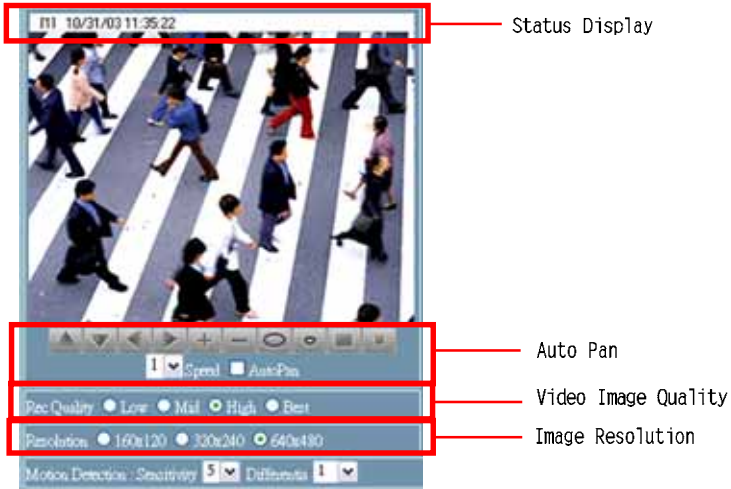 [1] 10/31/03 11:35:22
Status Display
1 Speed AutoPan
Auto Pan
Rec Quality Low Mid High Best
Video Image Quality
Resolution 160x120 320x240 640x480
Image Resolution
Motion Detection : Sensitivity 5 Differentia 1